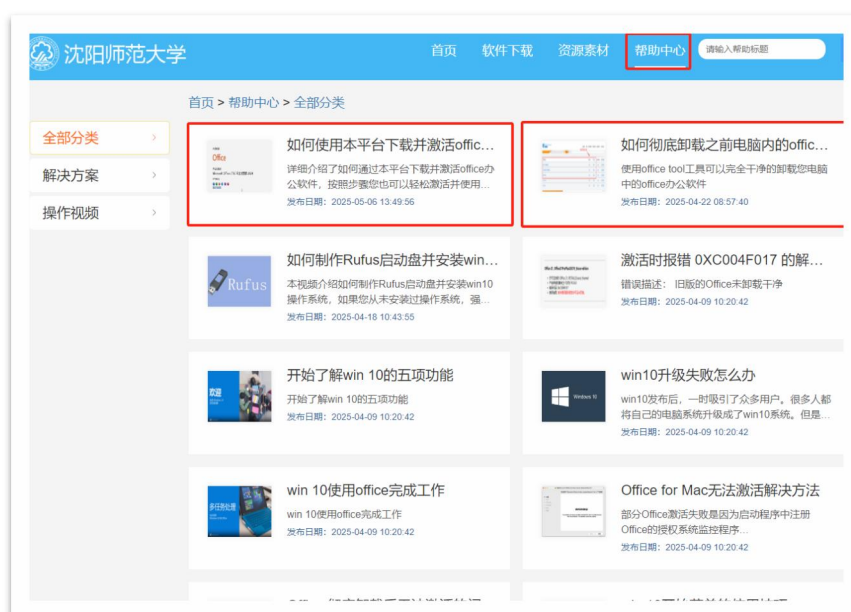 沈阳师范大学
首页 软件下载 资源素材 帮助中心 请输入帮助标题
首页 > 帮助中心 > 全部分类
全部分类
解决方案
操作视频
如何使用本平台下载并激活offic...
详细介绍了如何通过本平台下载并激活office办
公软件，按照步骤您也可以轻松激活并使用...
发布日期：2025-05-06 13:49:56
如何彻底卸载之前电脑内的offic...
使用office tool工具可以完全干净的卸载您电脑
中的office办公软件
发布日期：2025-04-22 08:57:40
如何制作Rufus启动盘并安装win...
本视频介绍如何制作Rufus启动盘并安装win10
操作系统，如果您从未安装过操作系统，强...
发布日期：2025-04-18 10:43:55
Rufus
激活时报错 0XC004F017 的解...
错误描述： 旧版的Office未卸载干净
发布日期：2025-04-09 10:20:42
开始了解win 10的五项功能
开始了解win 10的五项功能
发布日期：2025-04-09 10:20:42
欢迎
win10升级失败怎么办
win10发布后，一时吸引了众多用户。很多人都
将自己的电脑系统升级成了win10系统。但是...
发布日期：2025-04-09 10:20:42
Windows 10
win 10使用office完成工作
win 10使用office完成工作
发布日期：2025-04-09 10:20:42
多任务处理
Office for Mac无法激活解决方法
部分Office激活失败是因为启动程序中注册
Office的授权系统监控程序...
发布日期：2025-04-09 10:20:42